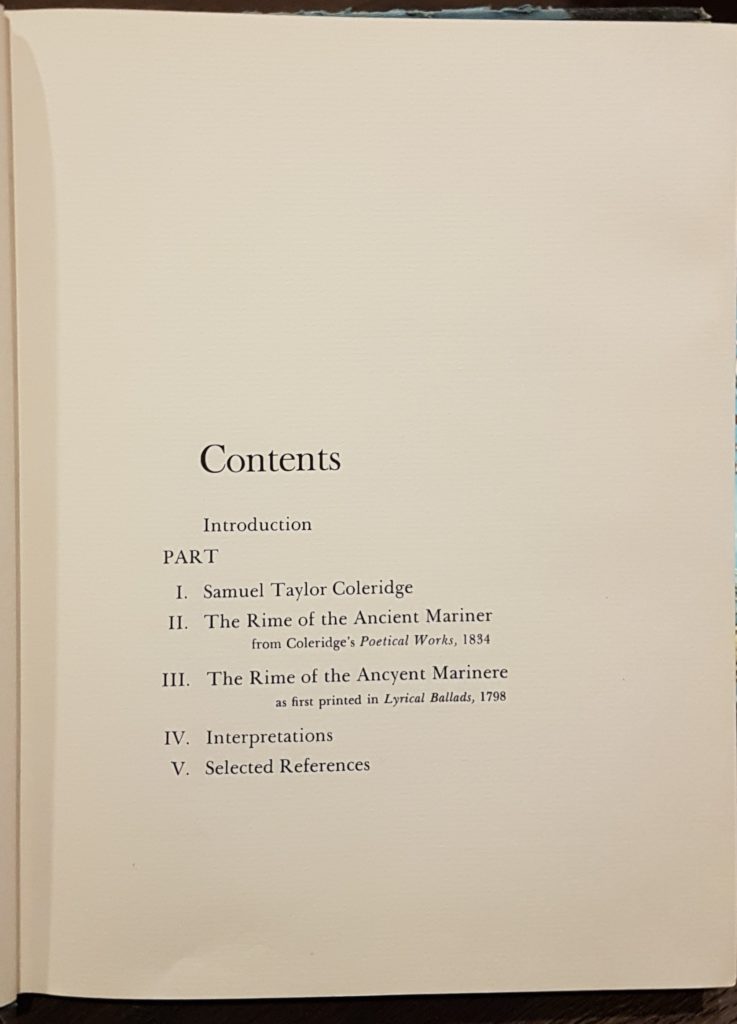 Contents
Introduction
PART
I. Samuel Taylor Coleridge
II. The Rime of the Ancient Mariner
from Coleridge's Poetical Works, 1834
III. The Rime of the Ancyent Marinere
as first printed in Lyrical Ballads, 1798
IV. Interpretations
V. Selected References